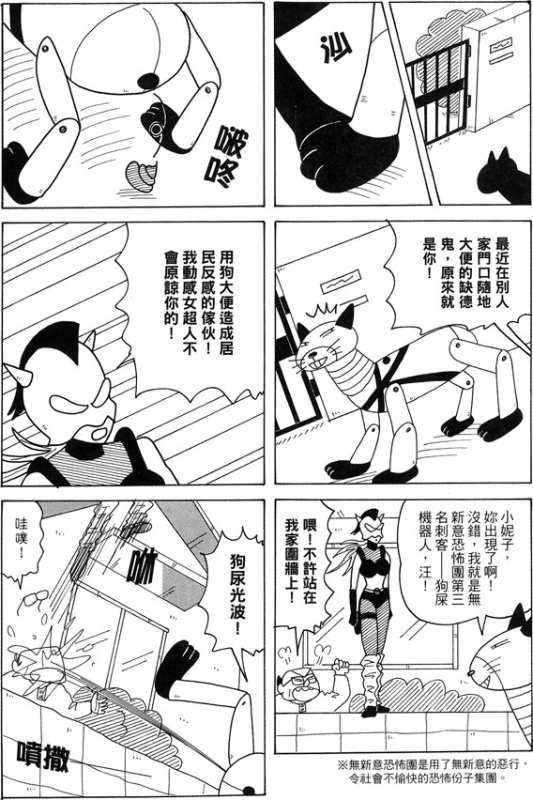 汕
啵
咚
最近在別人
家門口隨地
大便的缺德
鬼，原來就
是你！
用狗大便造成居
民反感的傢伙！
我動感女超人不
會原諒你的！
小妮子，
妳出現了啊！
沒錯，我就是無
新意恐怖團第三
名刺客——狗屎
機器人，汪！
喂！不許站在
我家圍牆上！
※無新意恐怖團是用了無新意的惡行，
令社會不愉快的恐怖份子集團。
狗尿光波！
哇噗！
噴撒——